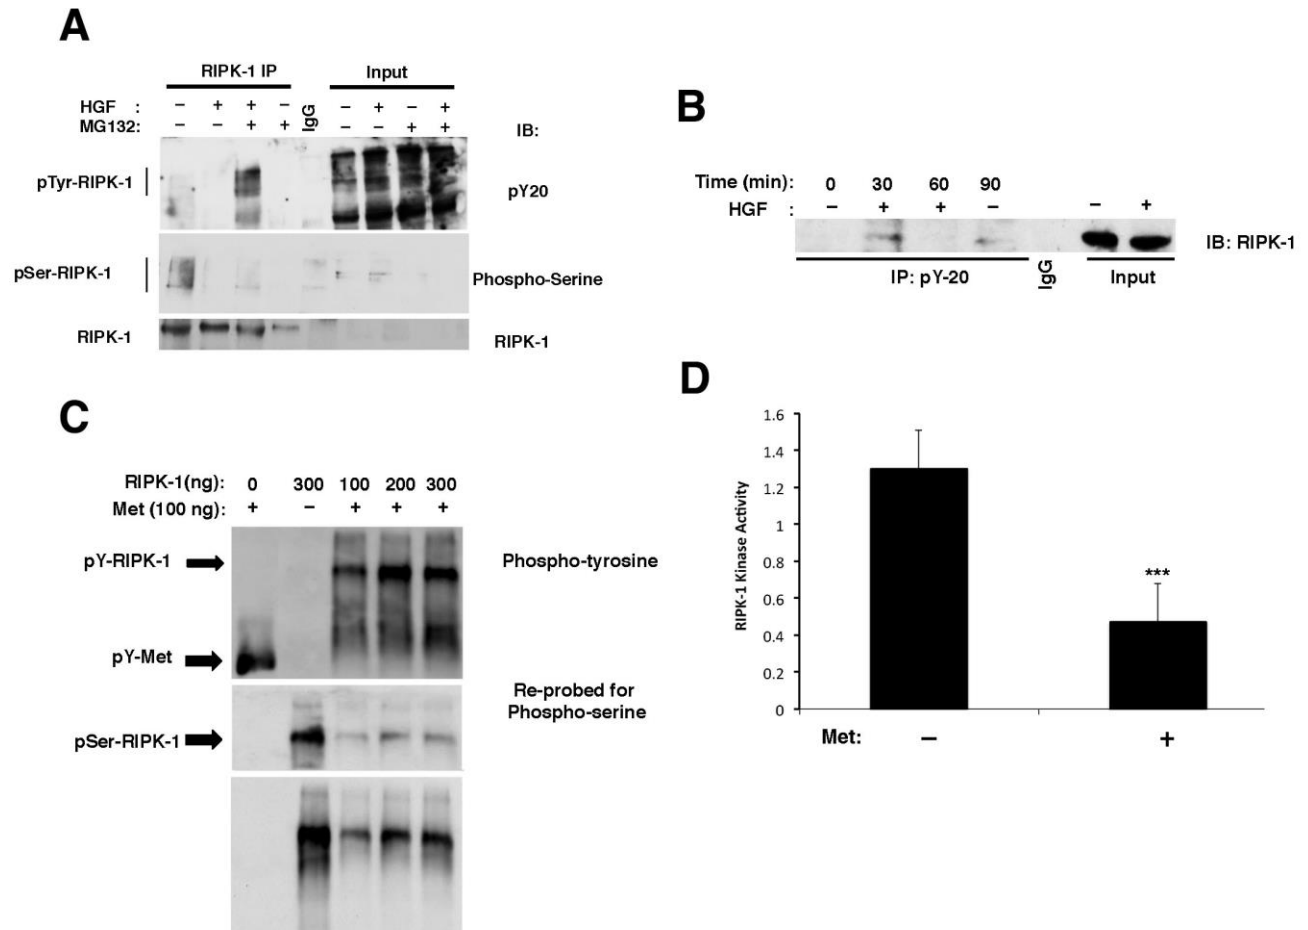 A
RIPK-1 IP Input
HGF : – + + – – + – +
MG132: – – + + IgG – – + + IB:
pTyr-RIPK-1 pY20
pSer-RIPK-1 Phospho-Serine
RIPK-1 RIPK-1
B
Time (min): 0 30 60 90
HGF : – + + – – +
IB: RIPK-1
IP: pY-20 IgG Input
C
RIPK-1(ng): 0 300 100 200 300
Met (100 ng): + – + + +
pY-RIPK-1 Phospho-tyrosine
pY-Met
Re-probed for
Phospho-serine
pSer-RIPK-1
D
RIPK-1 Kinase Activity
1.6
1.4
1.2
1
0.8
0.6
0.4
0.2
0
***
Met: – +